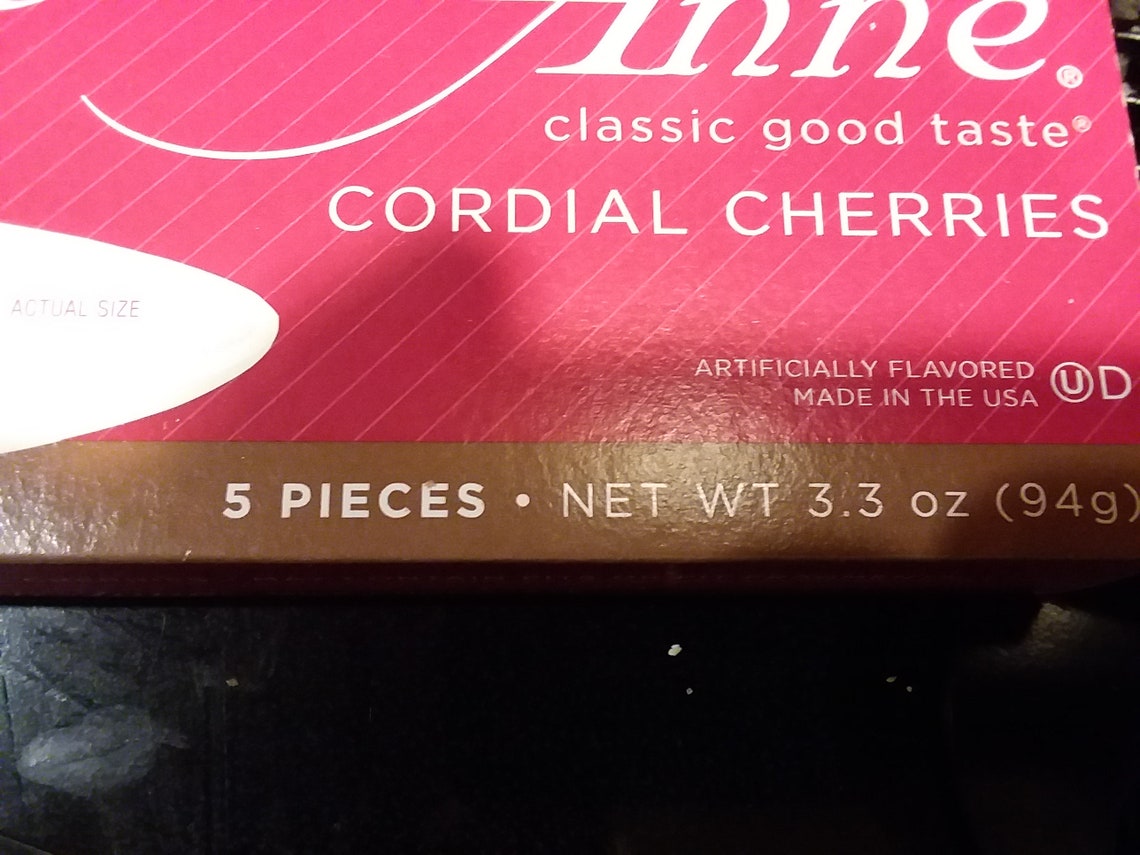 Anne®
classic good taste®
CORDIAL CHERRIES
ACTUAL SIZE
ARTIFICIALLY FLAVORED
MADE IN THE USA
Ⓤ D
5 PIECES • NET WT 3.3 oz (94g)